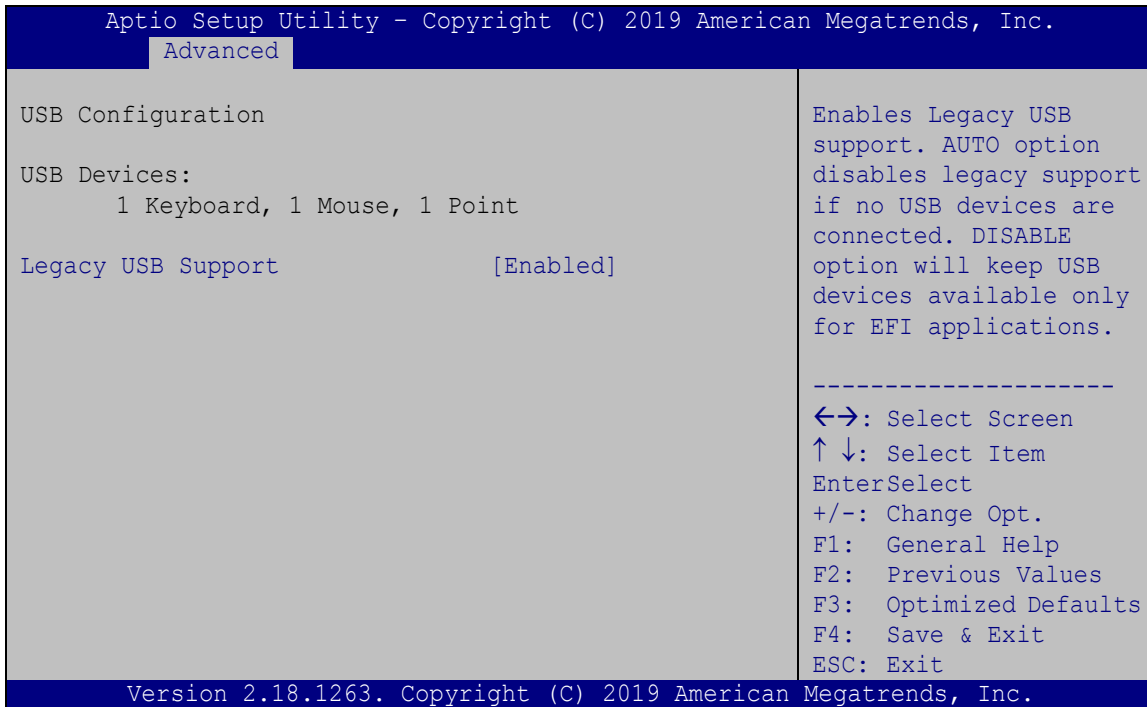 Aptio Setup Utility – Copyright (C) 2019 American Megatrends, Inc.
Advanced
USB Configuration
USB Devices:
1 Keyboard, 1 Mouse, 1 Point
Legacy USB Support [Enabled]
Enables Legacy USB
support. AUTO option
disables legacy support
if no USB devices are
connected. DISABLE
option will keep USB
devices available only
for EFI applications.
---------------------
←→: Select Screen
↑ ↓: Select Item
EnterSelect
+/-: Change Opt.
F1: General Help
F2: Previous Values
F3: Optimized Defaults
F4: Save & Exit
ESC: Exit
Version 2.18.1263. Copyright (C) 2019 American Megatrends, Inc.